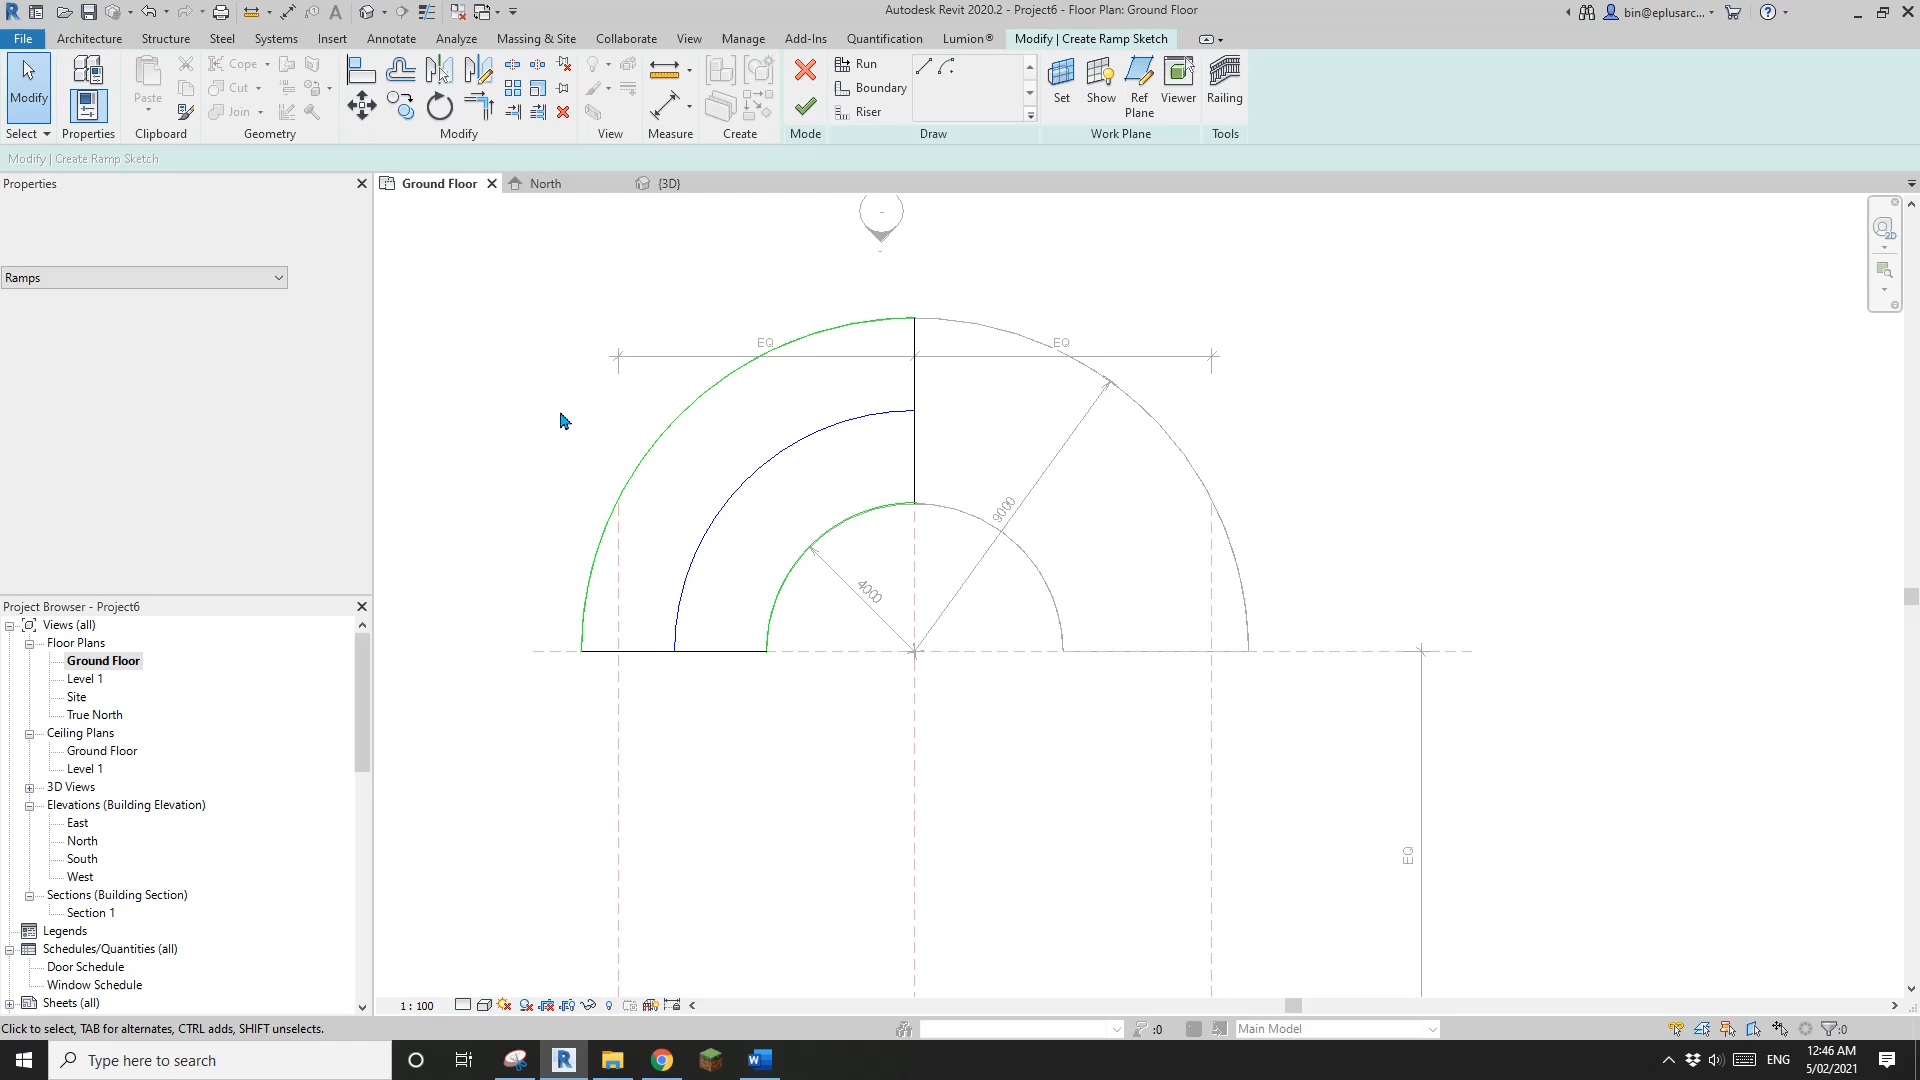 Autodesk Revit 2020.2 - Project6 - Floor Plan: Ground Floor
bin@eplusarc...
File Architecture Structure Steel Systems Insert Annotate Analyze Massing & Site Collaborate View Manage Add-Ins Quantification Lumion® Modify | Create Ramp Sketch
Modify
Paste
Cope
Cut
Join
Run
Boundary
Riser
Set Show Ref Plane Viewer Railing
Select Properties Clipboard Geometry Modify View Measure Create Mode Draw Work Plane Tools
Modify | Create Ramp Sketch
Properties
Ground Floor North {3D}
Ramps
EQ EQ
9000
4000
EQ
Project Browser - Project6
Views (all)
Floor Plans
Ground Floor
Level 1
Site
True North
Ceiling Plans
Ground Floor
Level 1
3D Views
Elevations (Building Elevation)
East
North
South
West
Sections (Building Section)
Section 1
Legends
Schedules/Quantities (all)
Door Schedule
Window Schedule
Sheets (all)
1 : 100
Click to select, TAB for alternates, CTRL adds, SHIFT unselects.
:0
Main Model
:0
Type here to search
ENG
12:46 AM
5/02/2021